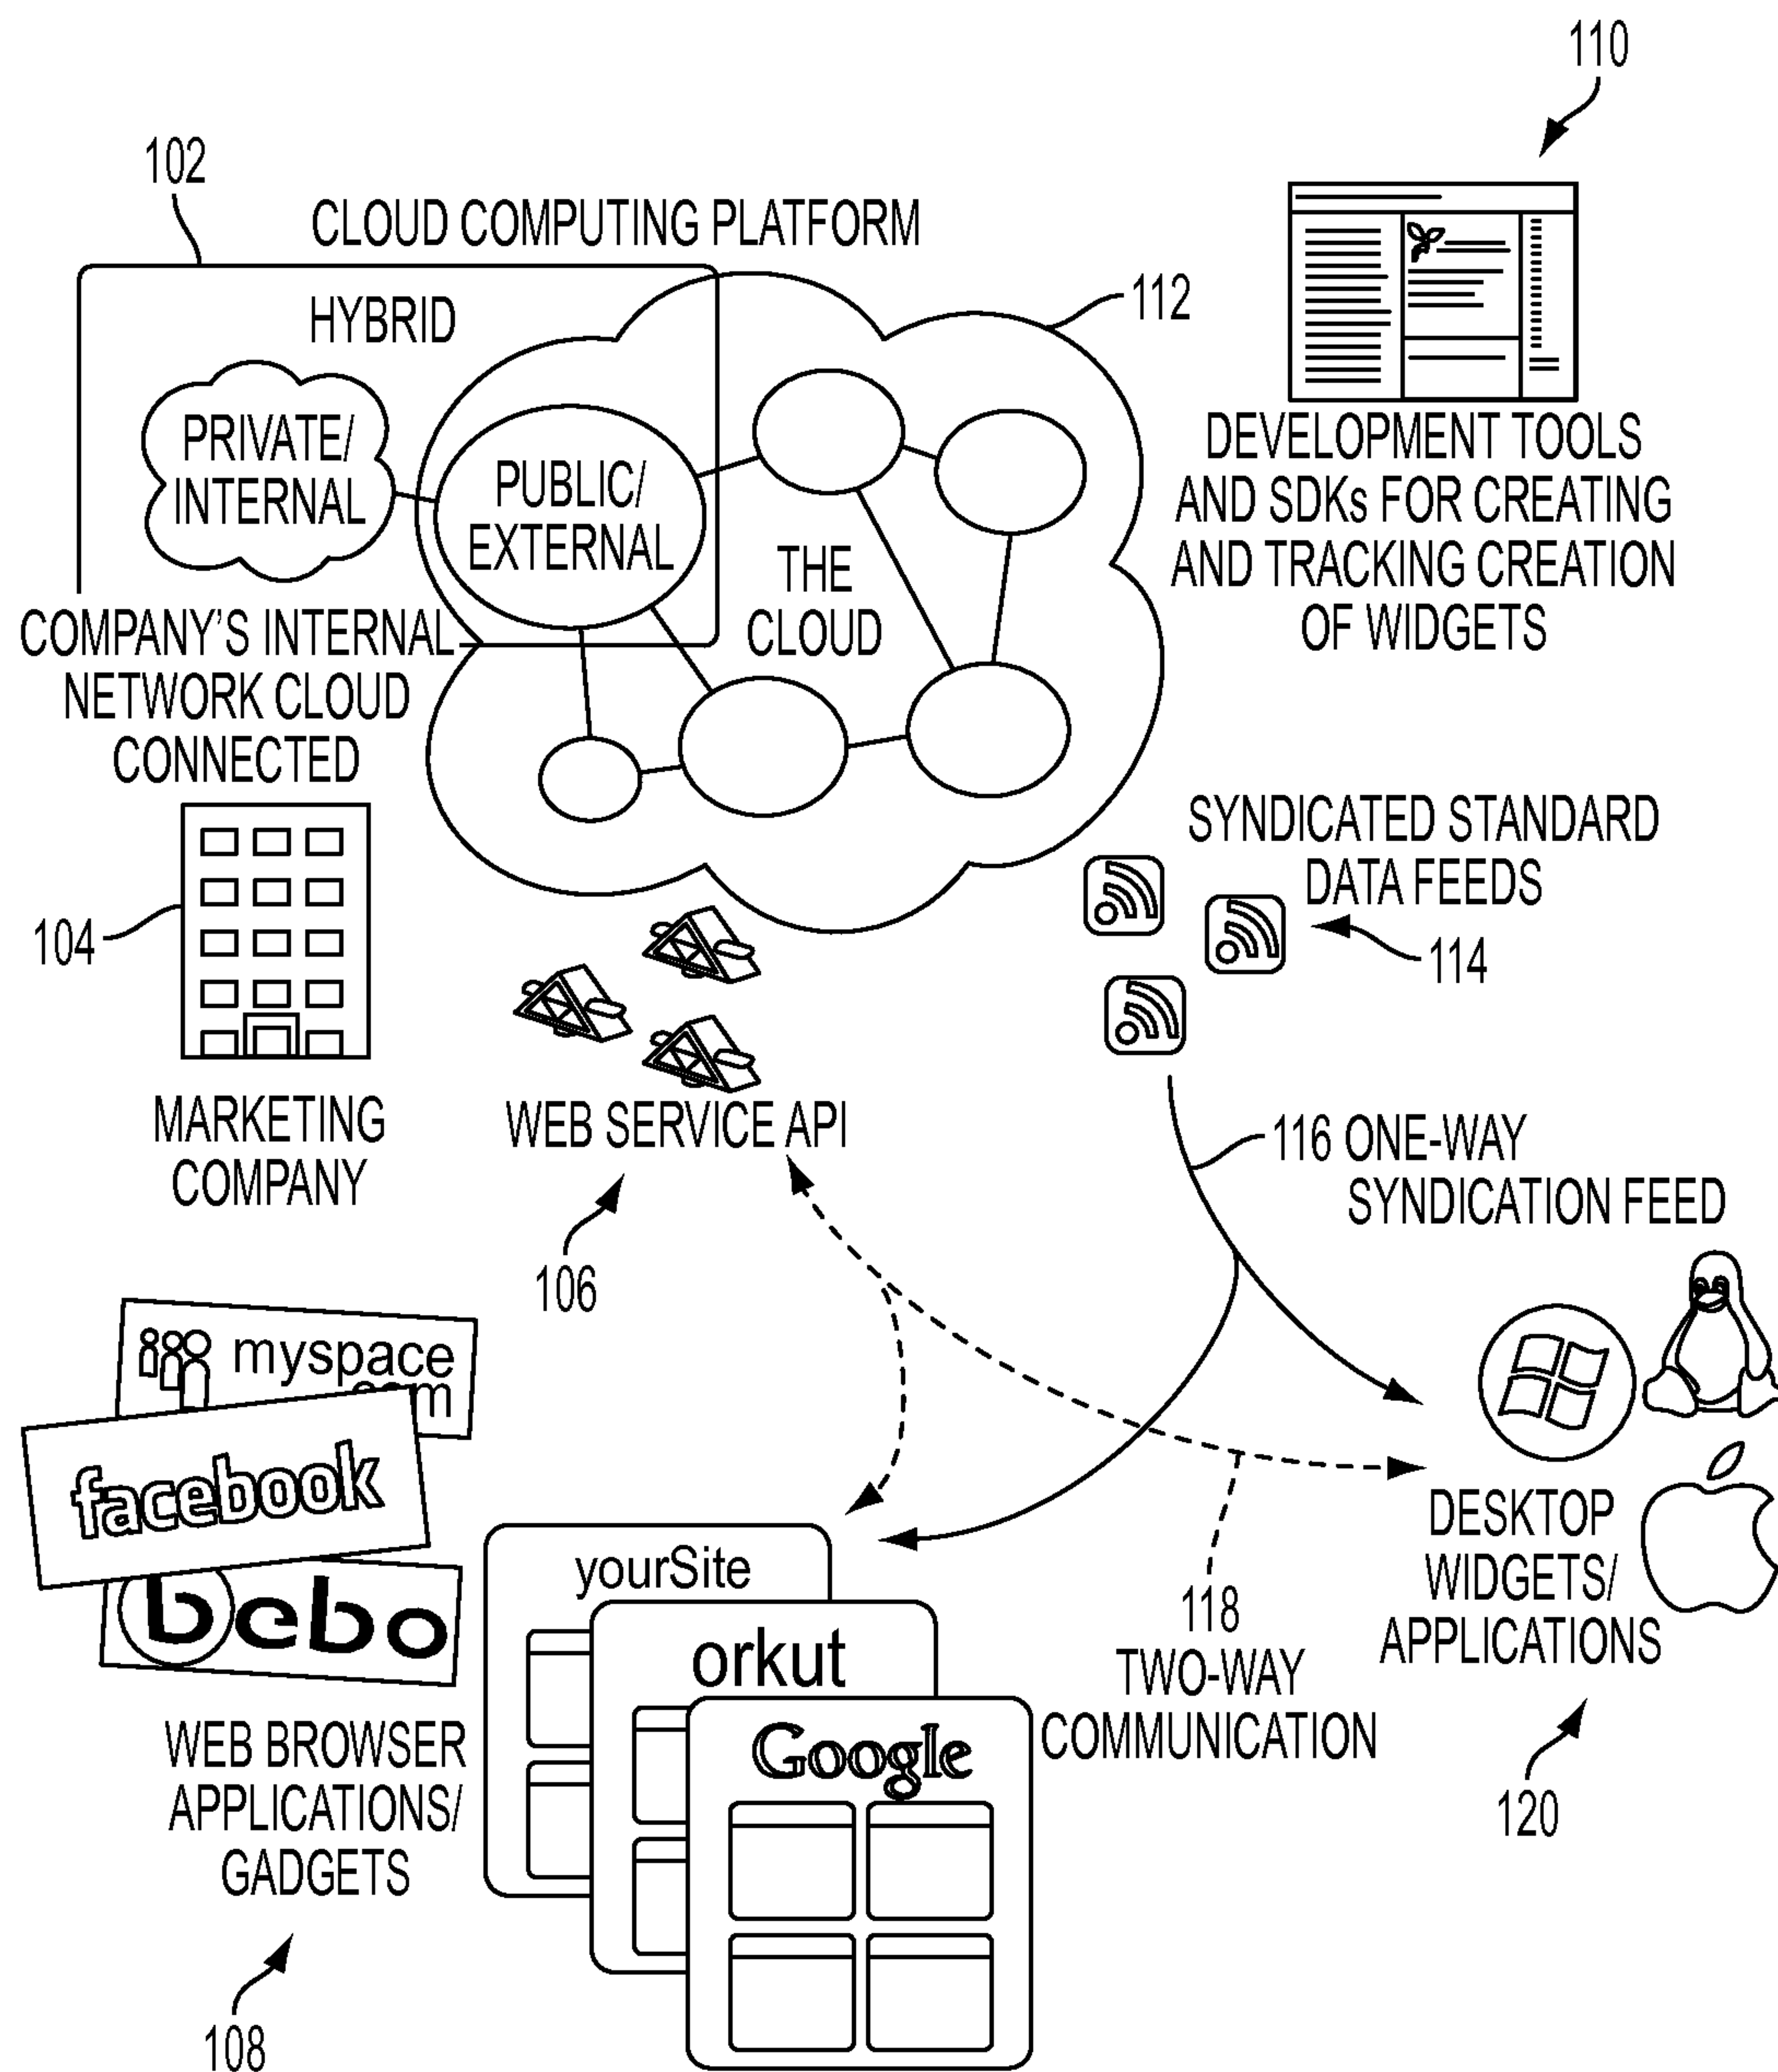 110
102
CLOUD COMPUTING PLATFORM
HYBRID
112
PRIVATE/
INTERNAL
PUBLIC/
EXTERNAL
THE
CLOUD
DEVELOPMENT TOOLS
AND SDKs FOR CREATING
AND TRACKING CREATION
OF WIDGETS
COMPANY'S INTERNAL
NETWORK CLOUD
CONNECTED
SYNDICATED STANDARD
DATA FEEDS
104
114
MARKETING
COMPANY
WEB SERVICE API
106
116 ONE-WAY
SYNDICATION FEED
myspace
.com
facebook
bebo
WEB BROWSER
APPLICATIONS/
GADGETS
108
yourSite
orkut
Google
118
TWO-WAY
COMMUNICATION
DESKTOP
WIDGETS/
APPLICATIONS
120